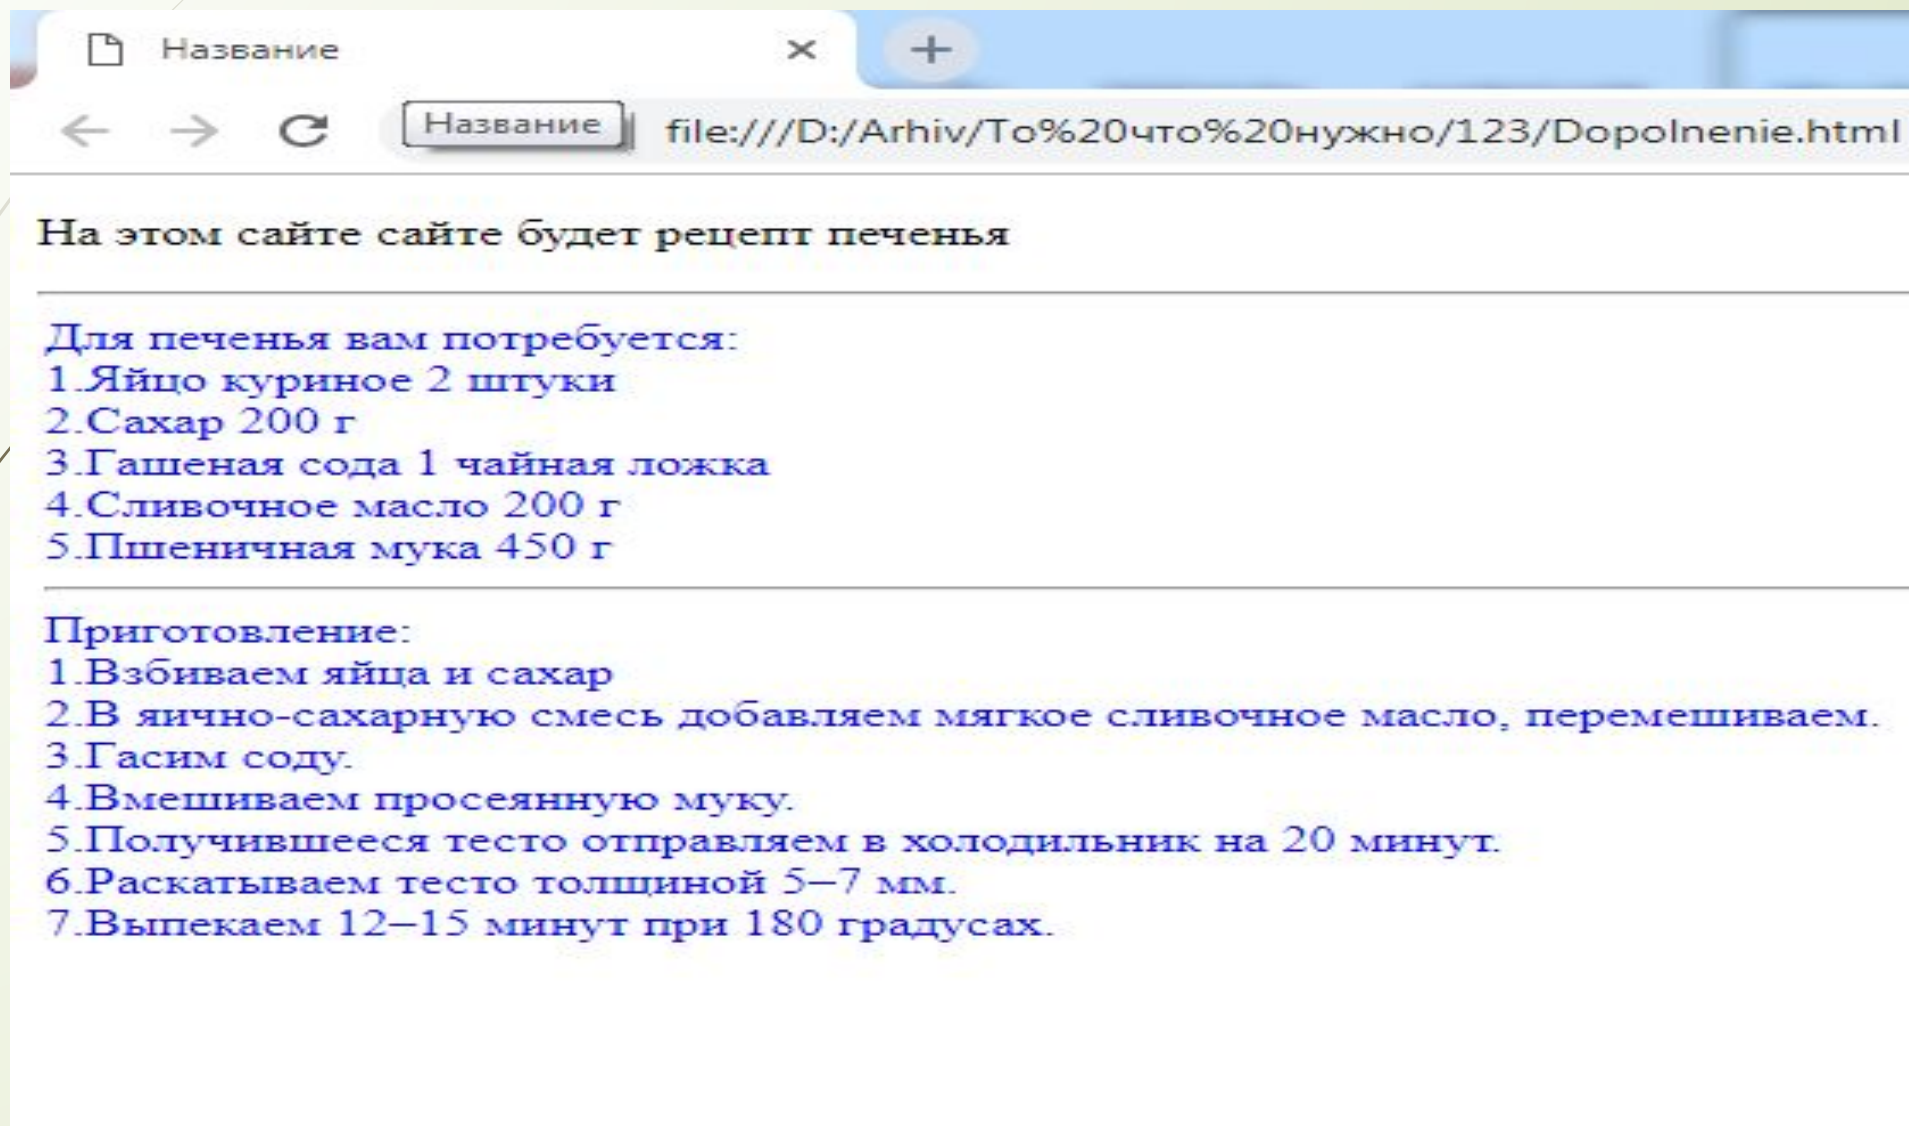 Название
Название file:///D:/Arhiv/То%20что%20нужно/123/Dopolnenie.html
На этом сайте сайте будет рецепт печенья
Для печенья вам потребуется:
1.Яйцо куриное 2 штуки
2.Сахар 200 г
3.Гашеная сода 1 чайная ложка
4.Сливочное масло 200 г
5.Пшеничная мука 450 г
Приготовление:
1.Взбиваем яйца и сахар
2.В яично-сахарную смесь добавляем мягкое сливочное масло, перемешиваем.
3.Гасим соду.
4.Вмешиваем просеянную муку.
5.Получившееся тесто отправляем в холодильник на 20 минут.
6.Раскатываем тесто толщиной 5–7 мм.
7.Выпекаем 12–15 минут при 180 градусах.